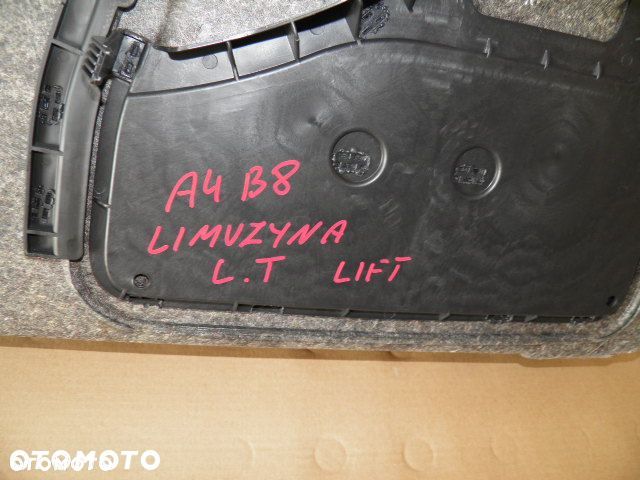 A4 B8
LIMUZYNA
L.T LIFT
OTOMOTO